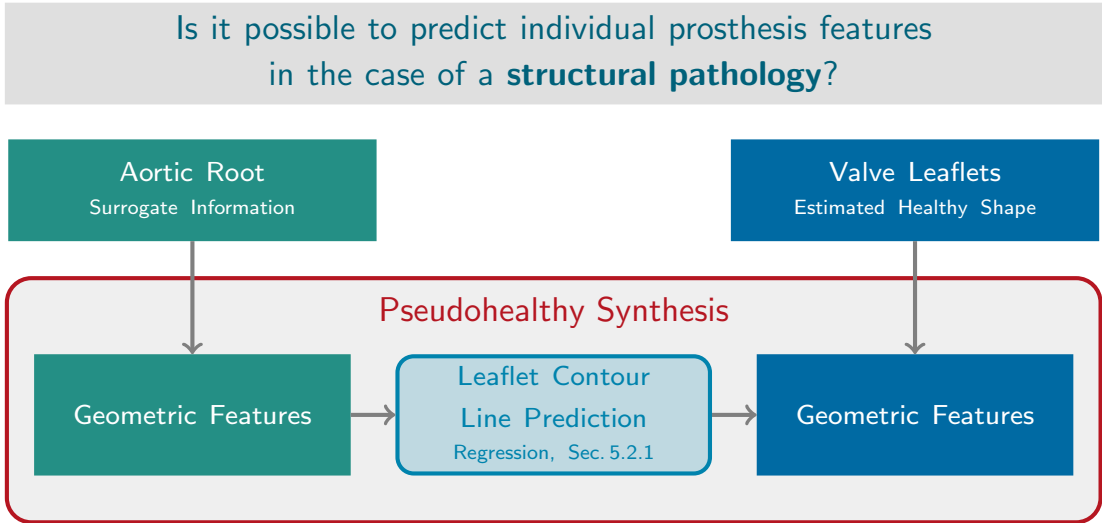 Is it possible to predict individual prosthesis features
in the case of a structural pathology?
Aortic Root
Surrogate Information
Valve Leaflets
Estimated Healthy Shape
Pseudohealthy Synthesis
Geometric Features
Leaflet Contour
Line Prediction
Regression, Sec. 5.2.1
Geometric Features